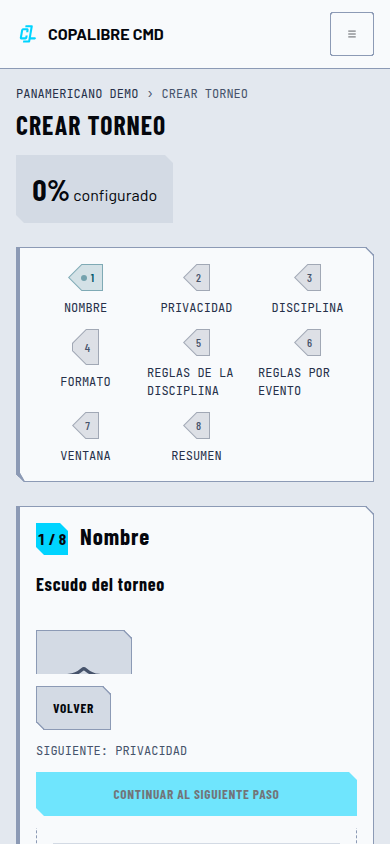 COPALIBRE CMD
PANAMERICANO DEMO › CREAR TORNEO
CREAR TORNEO
0% configurado
1
2
3
NOMBRE
PRIVACIDAD
DISCIPLINA
4
5
6
FORMATO
REGLAS DE LA DISCIPLINA
REGLAS POR EVENTO
7
8
VENTANA
RESUMEN
1 / 8 Nombre
Escudo del torneo
VOLVER
SIGUIENTE: PRIVACIDAD
CONTINUAR AL SIGUIENTE PASO